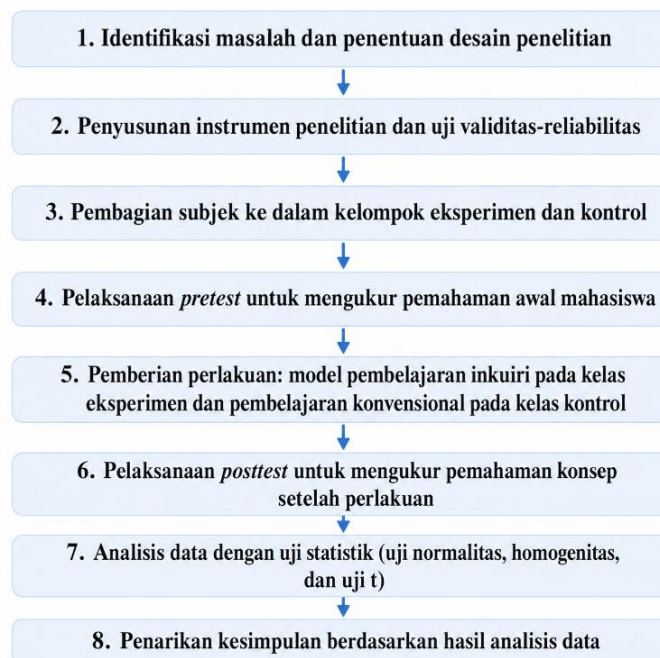 1. Identifikasi masalah dan penentuan desain penelitian
2. Penyusunan instrumen penelitian dan uji validitas-reliabilitas
3. Pembagian subjek ke dalam kelompok eksperimen dan kontrol
4. Pelaksanaan pretest untuk mengukur pemahaman awal mahasiswa
5. Pemberian perlakuan: model pembelajaran inkuiri pada kelas
eksperimen dan pembelajaran konvensional pada kelas kontrol
6. Pelaksanaan posttest untuk mengukur pemahaman konsep
setelah perlakuan
7. Analisis data dengan uji statistik (uji normalitas, homogenitas,
dan uji t)
8. Penarikan kesimpulan berdasarkan hasil analisis data